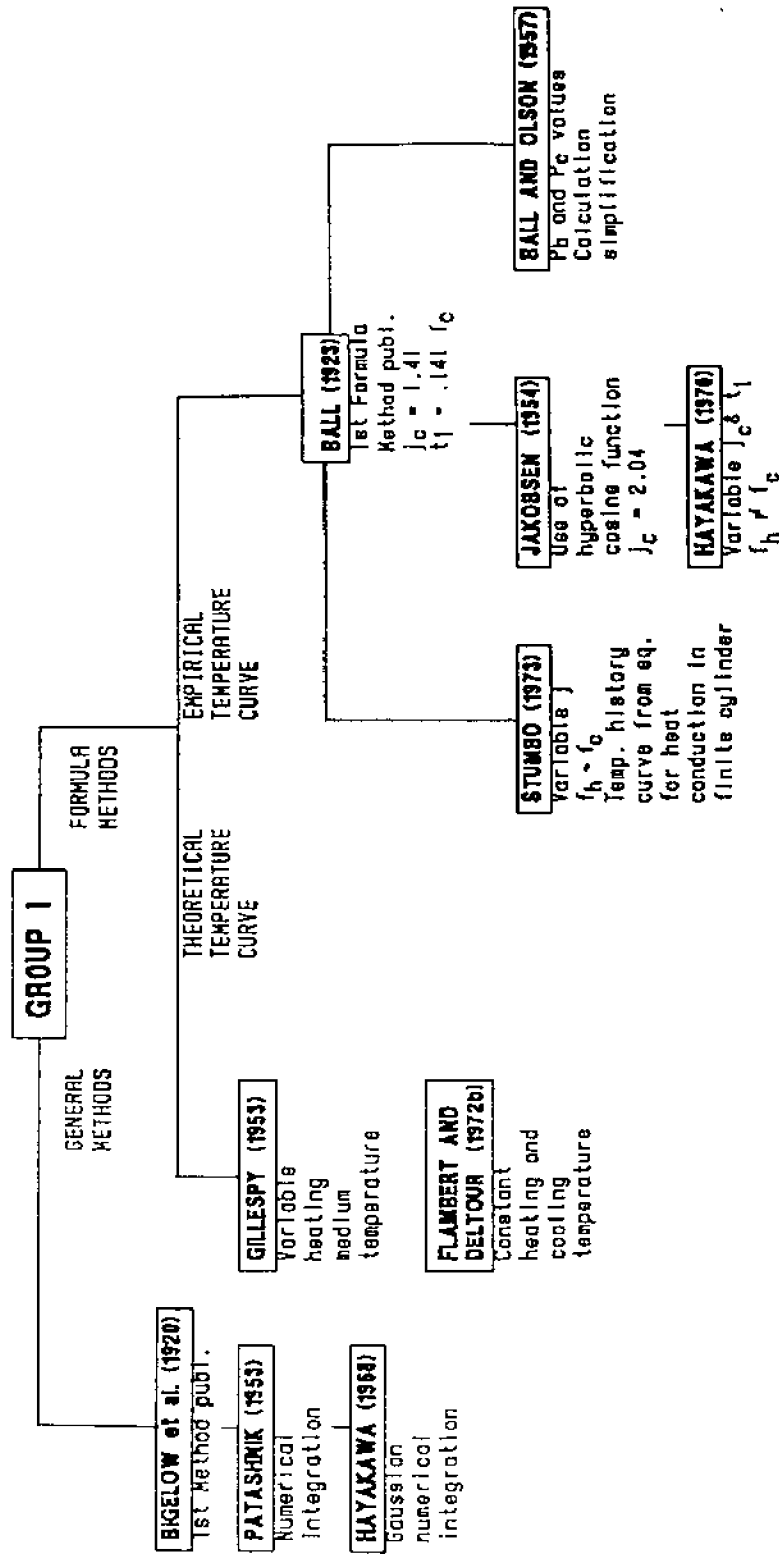 GROUP 1
GENERAL
METHODS
FORMULA
METHODS
THEORETICAL
TEMPERATURE
CURVE
EMPIRICAL
TEMPERATURE
CURVE
BIGELOW et al. (1920)
1st Method publ.
PATASHNIK (1953)
Numerical
Integration
HAYAKAWA (1968)
Gaussian
numerical
integration
GILLESPY (1953)
Variable
heating
medium
temperature
FLAMBERT AND
DELTOUR (1972b)
Constant
heating and
cooling
temperature
BALL (1923)
1st Formula
Method publ.
jc = 1.41
tl = .141 fc
STUMBO (1973)
Variable j
fh = fc
Temp. history
curve from eq.
for heat
conduction in
finite cylinder
JAKOBSEN (1954)
Use of
hyperbolic
cosine function
jc = 2.04
HAYAKAWA (1970)
Variable jc & tl
fh ≠ fc
BALL AND OLSON (1957)
Pb and Pc values
Calculation
simplification